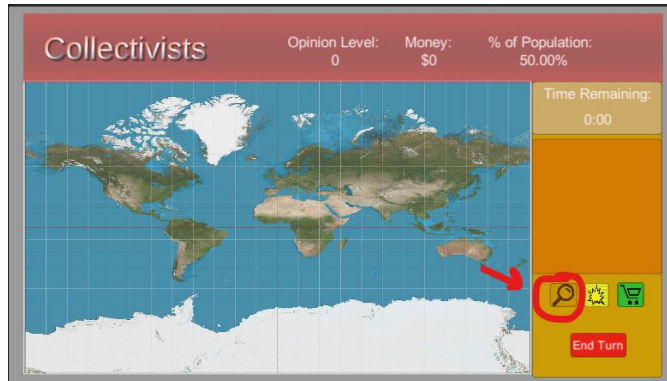 Collectivists
Opinion Level:
0
Money:
$0
% of Population:
50.00%
Time Remaining:
0:00
End Turn